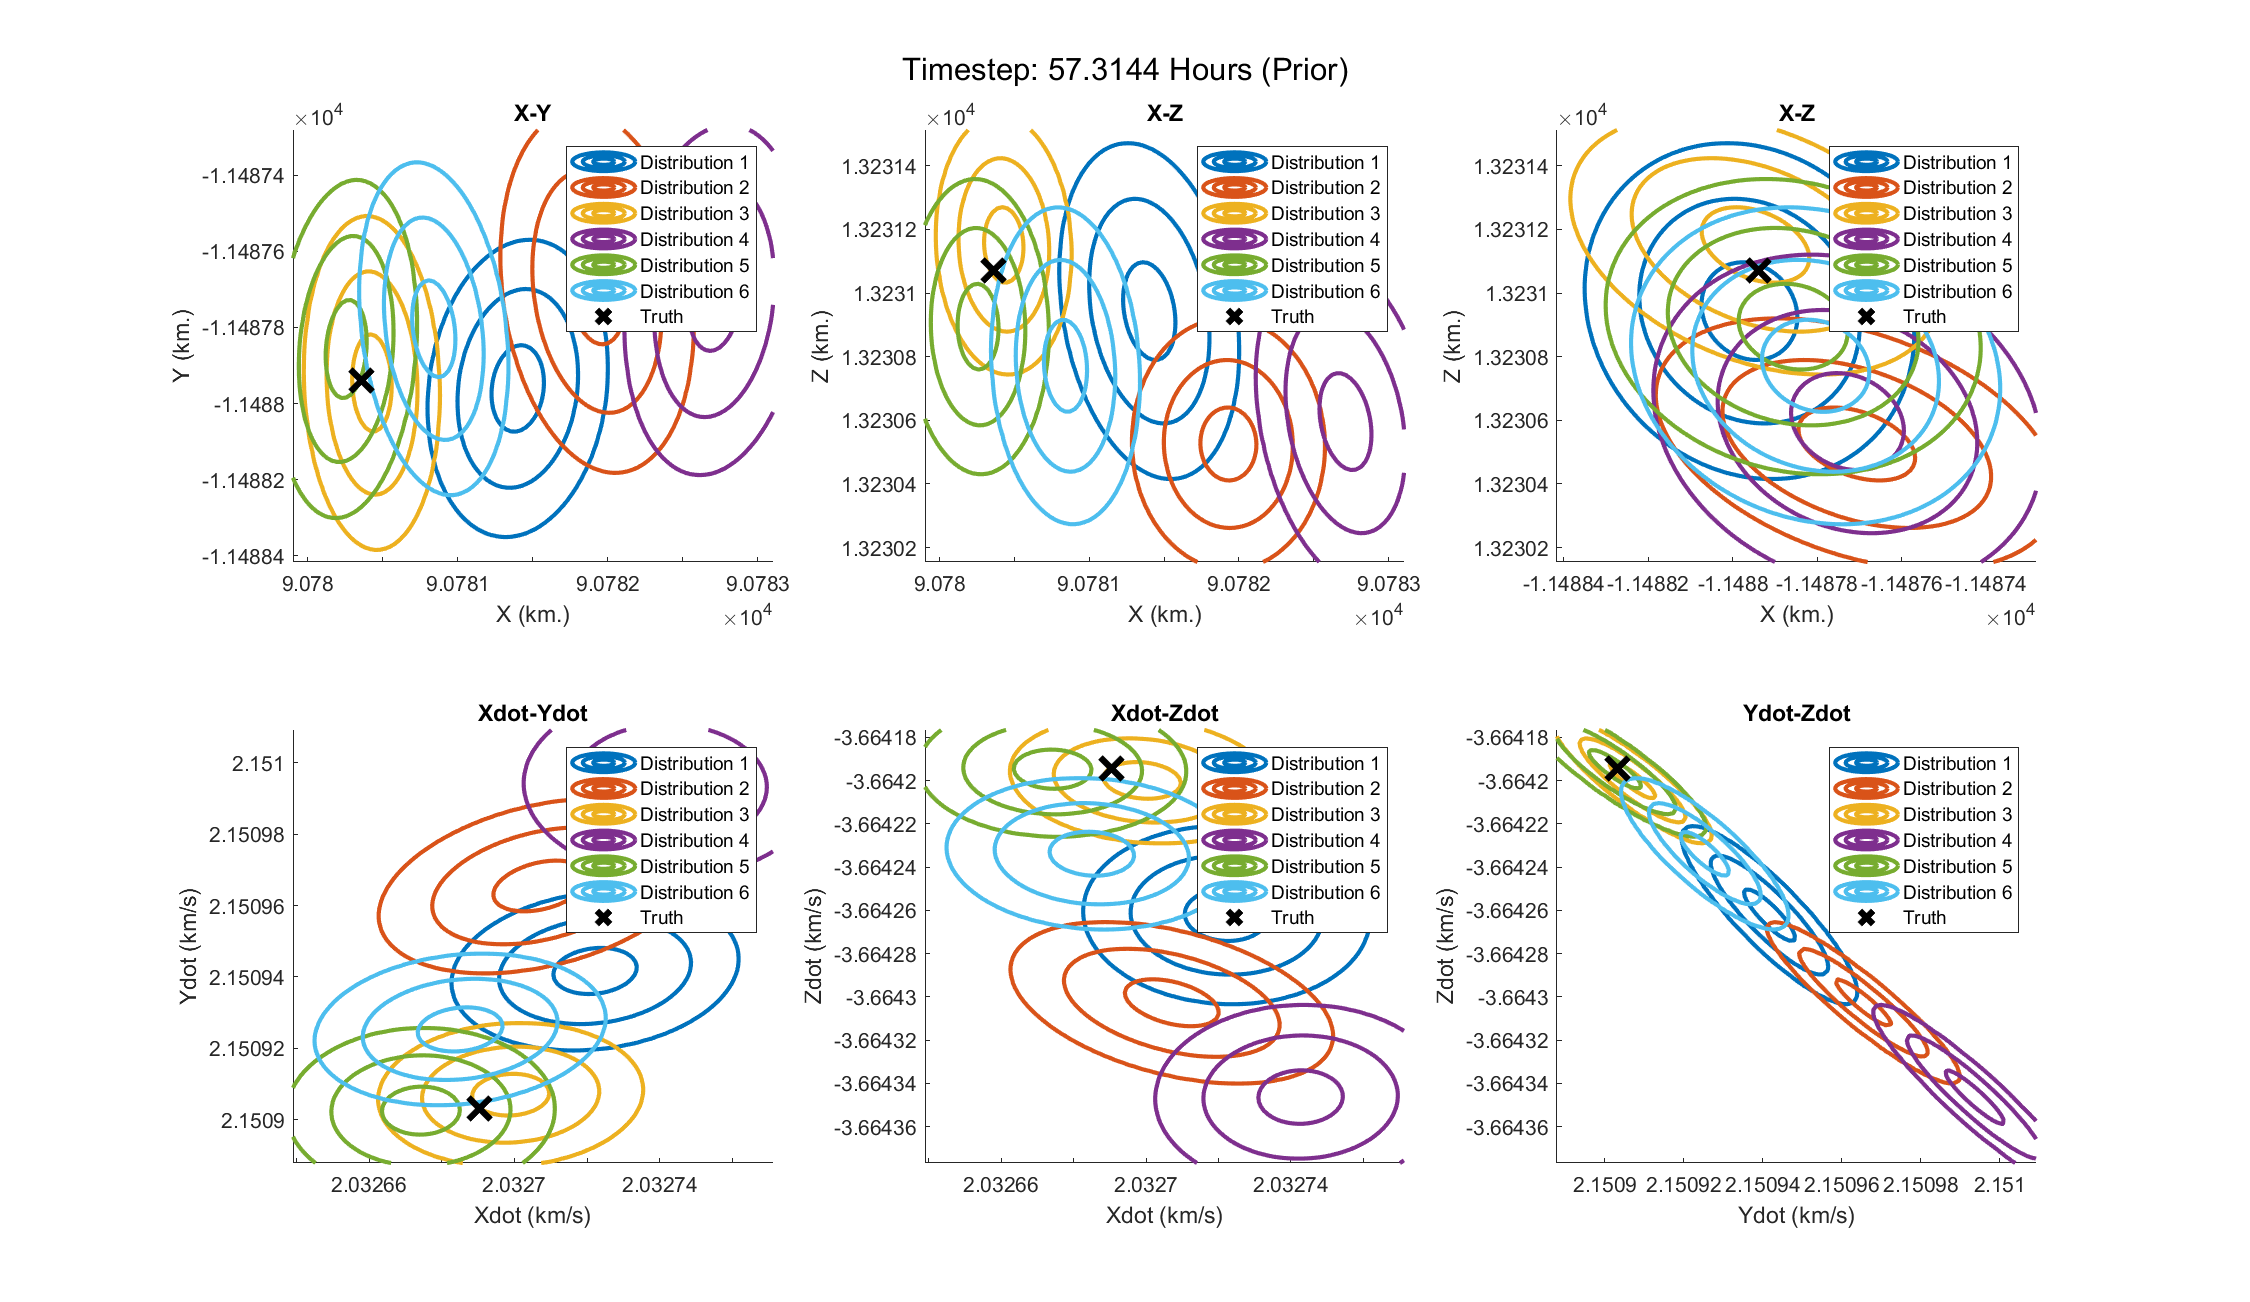 Timestep: 57.3144 Hours (Prior)
X-Y
×10⁴
-1.14874
-1.14876
-1.14878
-1.1488
-1.14882
-1.14884
Y (km.)
9.078 9.0781 9.0782 9.0783
X (km.)
×10⁴
Distribution 1
Distribution 2
Distribution 3
Distribution 4
Distribution 5
Distribution 6
Truth
X-Z
×10⁴
1.32314
1.32312
1.3231
1.32308
1.32306
1.32304
1.32302
Z (km.)
9.078 9.0781 9.0782 9.0783
X (km.)
×10⁴
Distribution 1
Distribution 2
Distribution 3
Distribution 4
Distribution 5
Distribution 6
Truth
X-Z
×10⁴
1.32314
1.32312
1.3231
1.32308
1.32306
1.32304
1.32302
Z (km.)
-1.14884 -1.14882 -1.1488 -1.14878 -1.14876 -1.14874
X (km.)
×10⁴
Distribution 1
Distribution 2
Distribution 3
Distribution 4
Distribution 5
Distribution 6
Truth
Xdot-Ydot
2.151
2.15098
2.15096
2.15094
2.15092
2.1509
Ydot (km/s)
2.03266 2.0327 2.03274
Xdot (km/s)
Distribution 1
Distribution 2
Distribution 3
Distribution 4
Distribution 5
Distribution 6
Truth
Xdot-Zdot
-3.66418
-3.6642
-3.66422
-3.66424
-3.66426
-3.66428
-3.6643
-3.66432
-3.66434
-3.66436
Zdot (km/s)
2.03266 2.0327 2.03274
Xdot (km/s)
Distribution 1
Distribution 2
Distribution 3
Distribution 4
Distribution 5
Distribution 6
Truth
Ydot-Zdot
-3.66418
-3.6642
-3.66422
-3.66424
-3.66426
-3.66428
-3.6643
-3.66432
-3.66434
-3.66436
Zdot (km/s)
2.1509 2.15092 2.15094 2.15096 2.15098 2.151
Ydot (km/s)
Distribution 1
Distribution 2
Distribution 3
Distribution 4
Distribution 5
Distribution 6
Truth